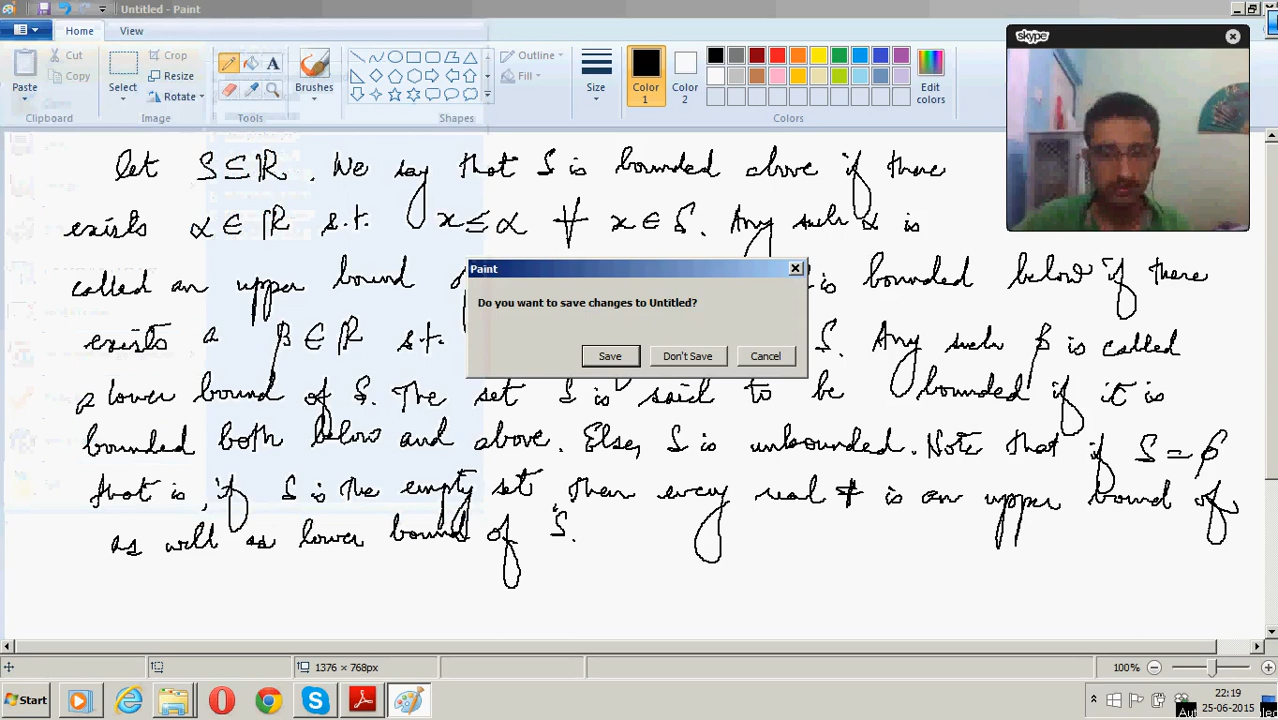 Untitled - Paint
Home View
Cut
Copy
Paste
Clipboard
Crop
Resize
Rotate
Select
Image
Tools
Brushes
Outline
Fill
Shapes
Size
Color 1
Color 2
Edit colors
Colors
skype
let S ⊆ ℝ. We say that S is bounded above if there
exists α ∈ ℝ s.t. x ≤ α ∀ x ∈ S. Any such α is
called an upper bound is bounded below if there
exists a β ∈ ℝ s.t. S. Any such β is called
a lower bound of S. The set S is said to be bounded if it is
bounded both below and above. Else, S is unbounded. Note that if S = φ
that is, if S is the empty set, then every real # is an upper bound of
as well as lower bound of S.
Paint
Do you want to save changes to Untitled?
Save Don't Save Cancel
1376 × 768px
100%
Start
22:19
25-06-2015